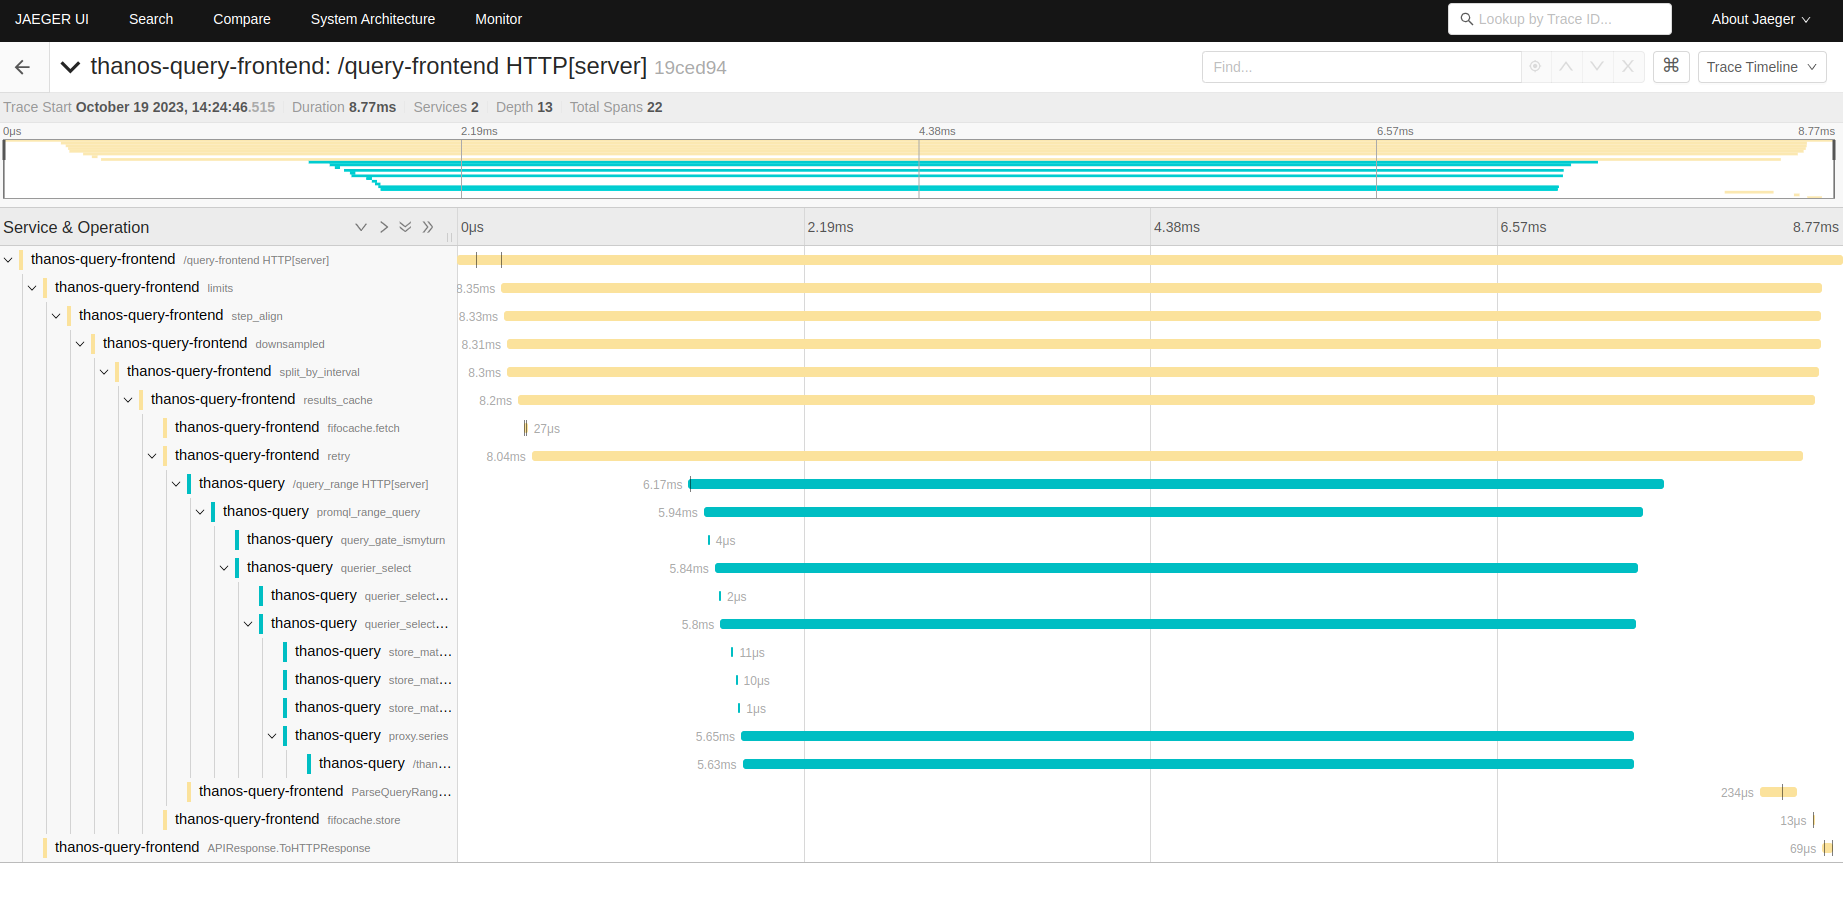 JAEGER UI Search Compare System Architecture Monitor Lookup by Trace ID... About Jaeger
thanos-query-frontend: /query-frontend HTTP[server] 19ced94 Find... ⌘ Trace Timeline
Trace Start October 19 2023, 14:24:46.515 Duration 8.77ms Services 2 Depth 13 Total Spans 22
0μs 2.19ms 4.38ms 6.57ms 8.77ms
Service & Operation 0μs 2.19ms 4.38ms 6.57ms 8.77ms
thanos-query-frontend /query-frontend HTTP[server]
thanos-query-frontend limits 8.35ms
thanos-query-frontend step_align 8.33ms
thanos-query-frontend downsampled 8.31ms
thanos-query-frontend split_by_interval 8.3ms
thanos-query-frontend results_cache 8.2ms
thanos-query-frontend fifocache.fetch 27μs
thanos-query-frontend retry 8.04ms
thanos-query /query_range HTTP[server] 6.17ms
thanos-query promql_range_query 5.94ms
thanos-query query_gate_ismyturn 4μs
thanos-query querier_select 5.84ms
thanos-query querier_select... 2μs
thanos-query querier_select... 5.8ms
thanos-query store_mat... 11μs
thanos-query store_mat... 10μs
thanos-query store_mat... 1μs
thanos-query proxy.series 5.65ms
thanos-query /than... 5.63ms
thanos-query-frontend ParseQueryRang... 234μs
thanos-query-frontend fifocache.store 13μs
thanos-query-frontend APIResponse.ToHTTPResponse 69μs